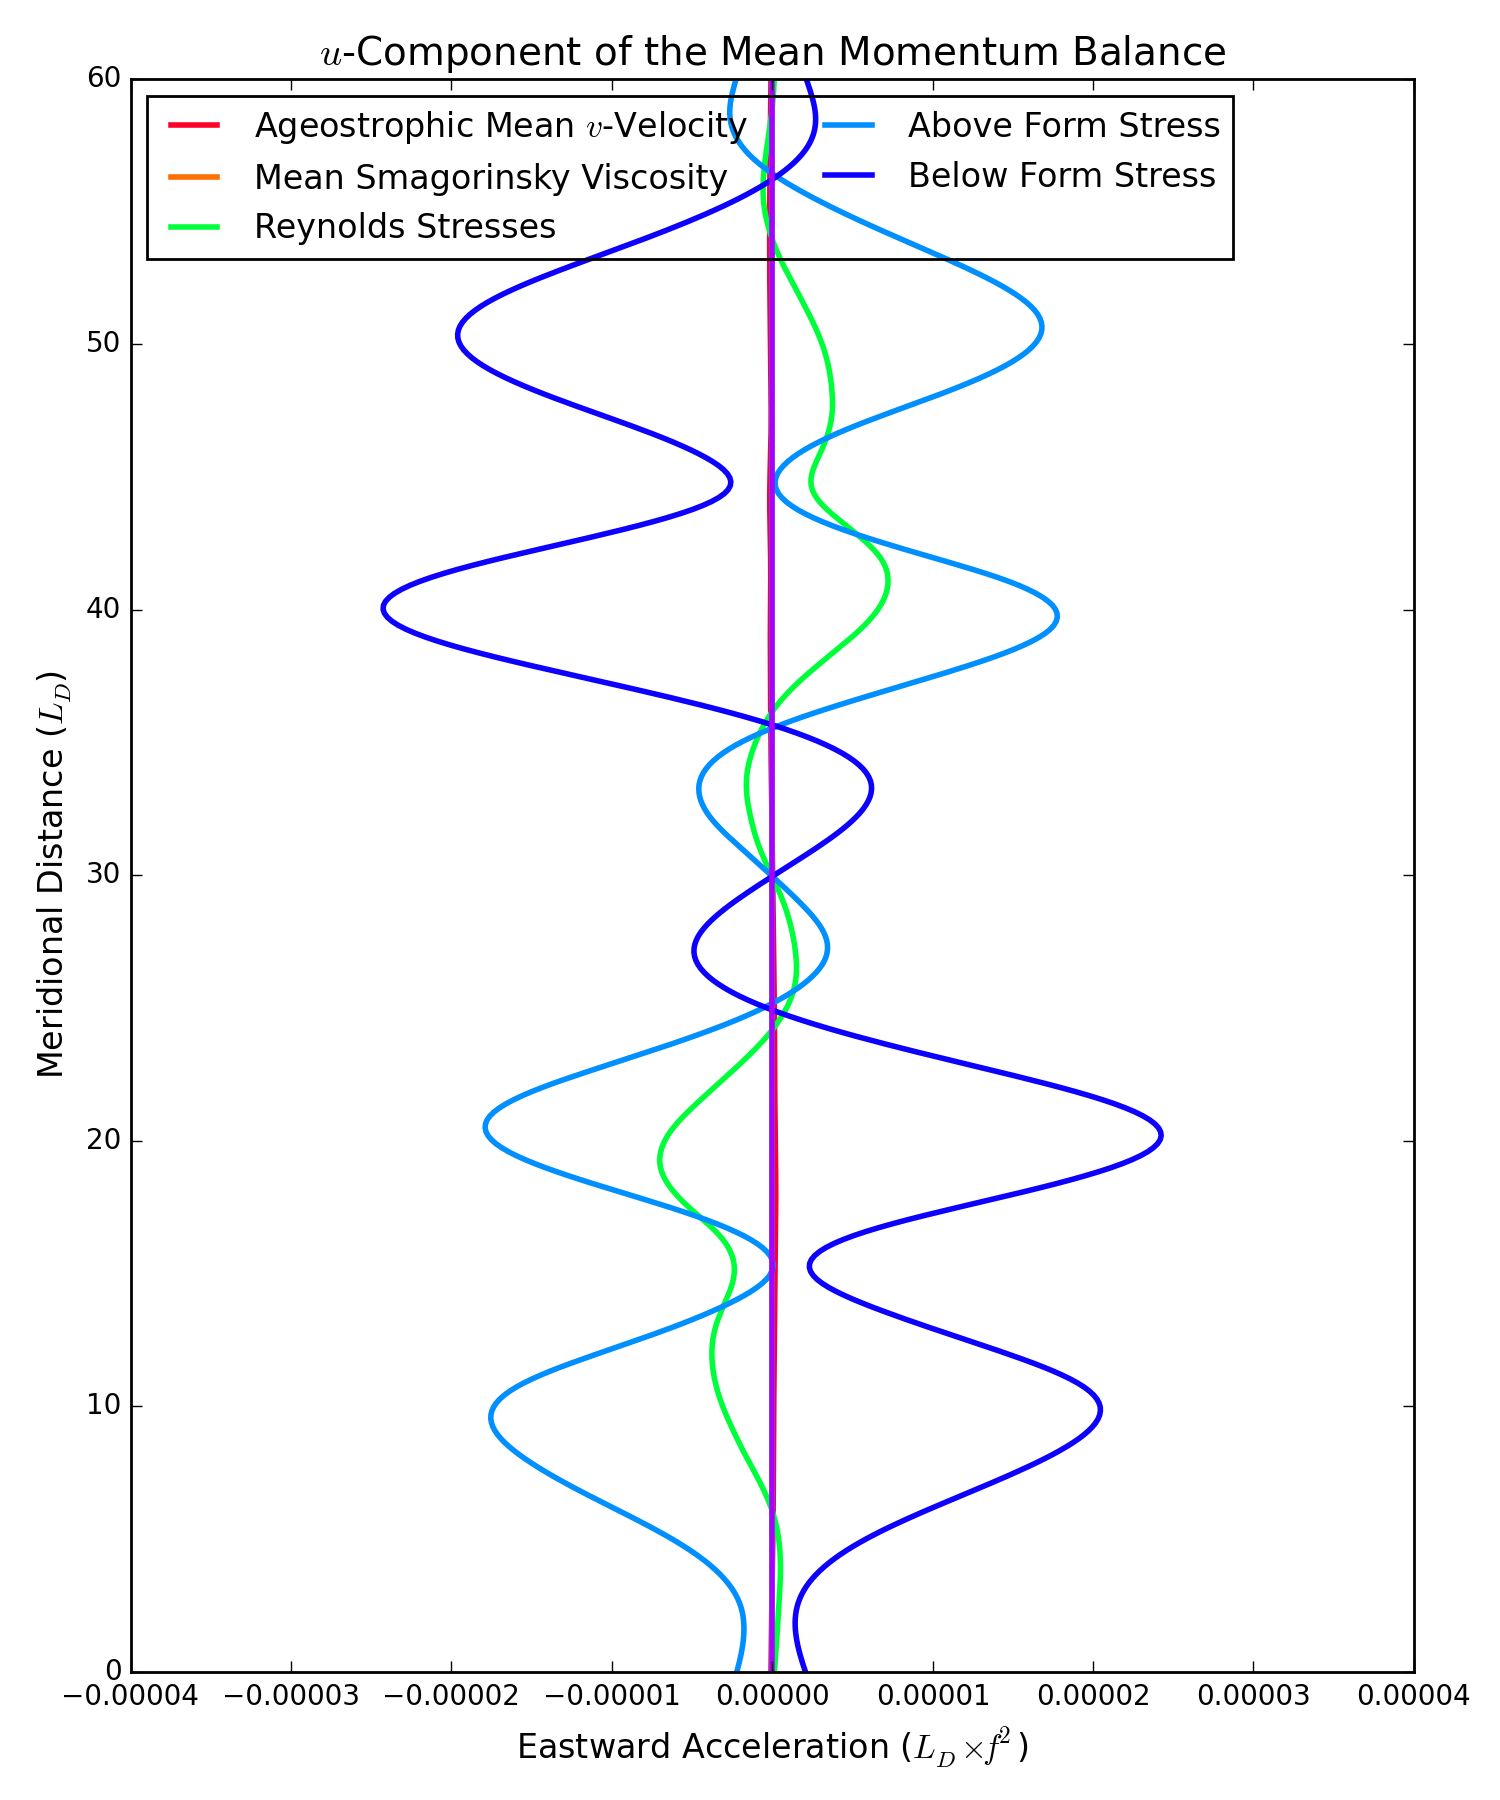 u-Component of the Mean Momentum Balance
Ageostrophic Mean v-Velocity
Mean Smagorinsky Viscosity
Reynolds Stresses
Above Form Stress
Below Form Stress
60
50
40
30
20
10
0
Meridional Distance (L_D)
−0.00004 −0.00003 −0.00002 −0.00001 0.00000 0.00001 0.00002 0.00003 0.00004
Eastward Acceleration (L_D × f²)